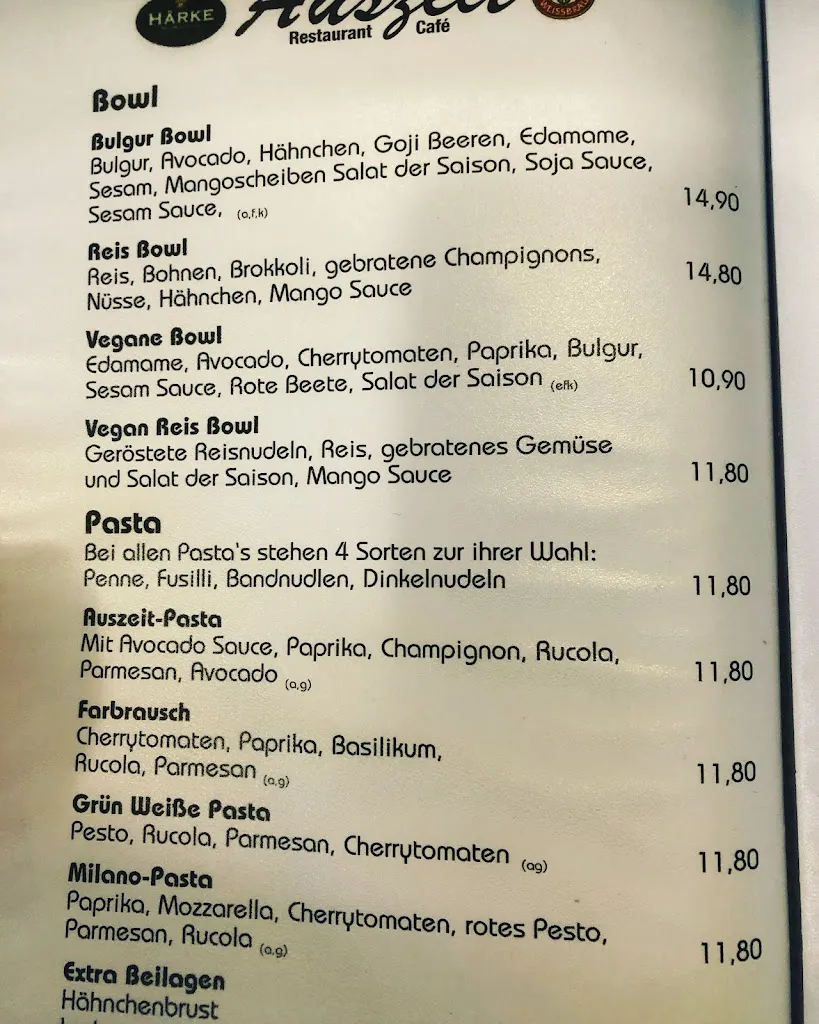 HÄRKE
Auszeit
WEISSBRÄU
Restaurant Café
Bowl
Bulgur Bowl
Bulgur, Avocado, Hähnchen, Goji Beeren, Edamame,
Sesam, Mangoscheiben Salat der Saison, Soja Sauce,
Sesam Sauce, (a,f,k) 14,90
Reis Bowl
Reis, Bohnen, Brokkoli, gebratene Champignons, 14,80
Nüsse, Hähnchen, Mango Sauce
Vegane Bowl
Edamame, Avocado, Cherrytomaten, Paprika, Bulgur,
Sesam Sauce, Rote Beete, Salat der Saison (efk) 10,90
Vegan Reis Bowl
Geröstete Reisnudeln, Reis, gebratenes Gemüse
und Salat der Saison, Mango Sauce 11,80
Pasta
Bei allen Pasta's stehen 4 Sorten zur ihrer Wahl:
Penne, Fusilli, Bandnudlen, Dinkelnudeln 11,80
Auszeit-Pasta
Mit Avocado Sauce, Paprika, Champignon, Rucola,
Parmesan, Avocado (a,g) 11,80
Farbrausch
Cherrytomaten, Paprika, Basilikum,
Rucola, Parmesan (a,g) 11,80
Grün Weiße Pasta
Pesto, Rucola, Parmesan, Cherrytomaten (ag) 11,80
Milano-Pasta
Paprika, Mozzarella, Cherrytomaten, rotes Pesto,
Parmesan, Rucola (a,g) 11,80
Extra Beilagen
Hähnchenbrust